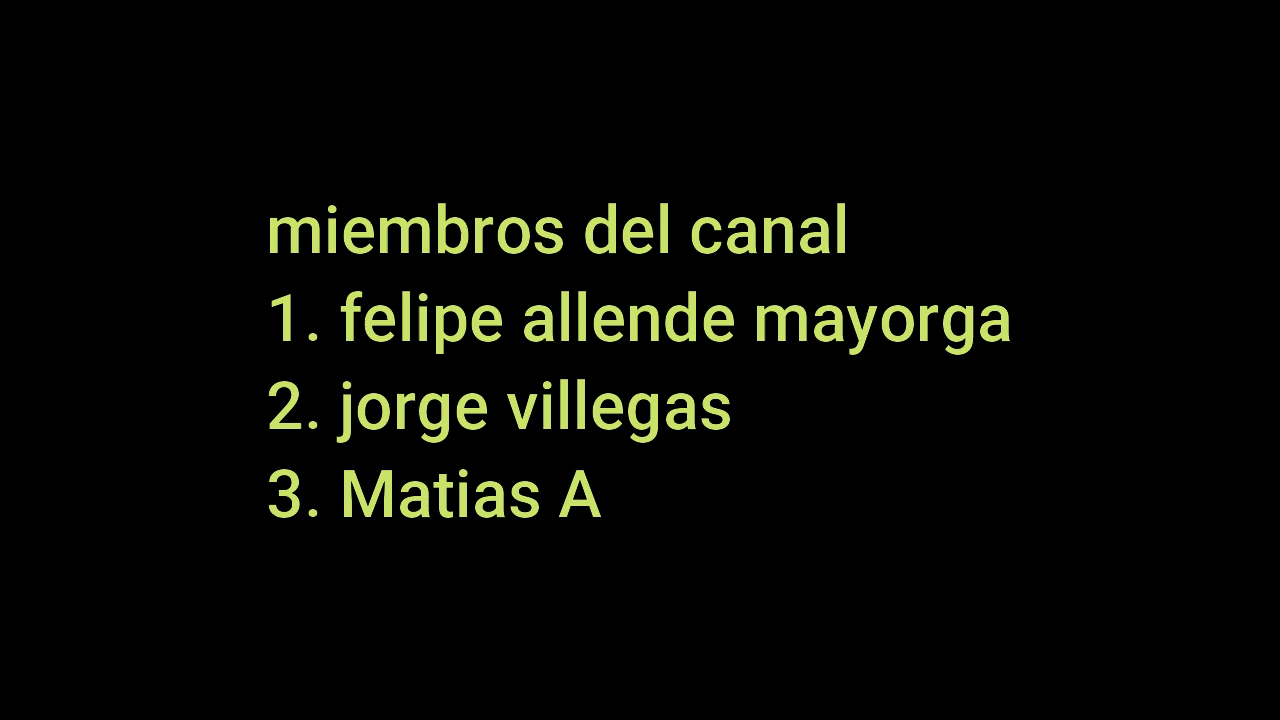 miembros del canal
1. felipe allende mayorga
2. jorge villegas
3. Matias A